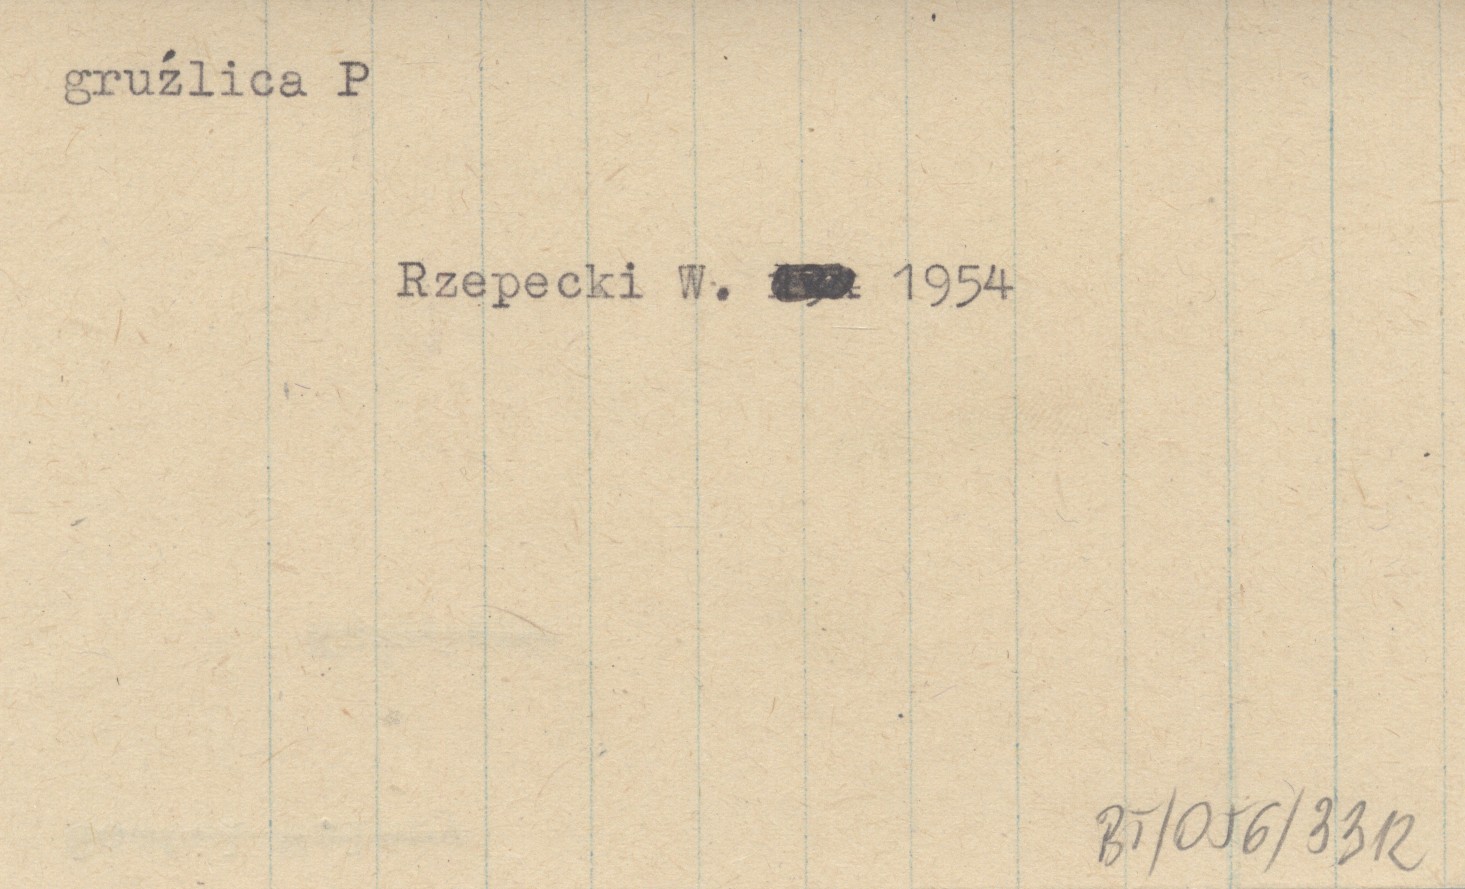 gruźlica P
Rzepecki W. 1954
BT/056/3312